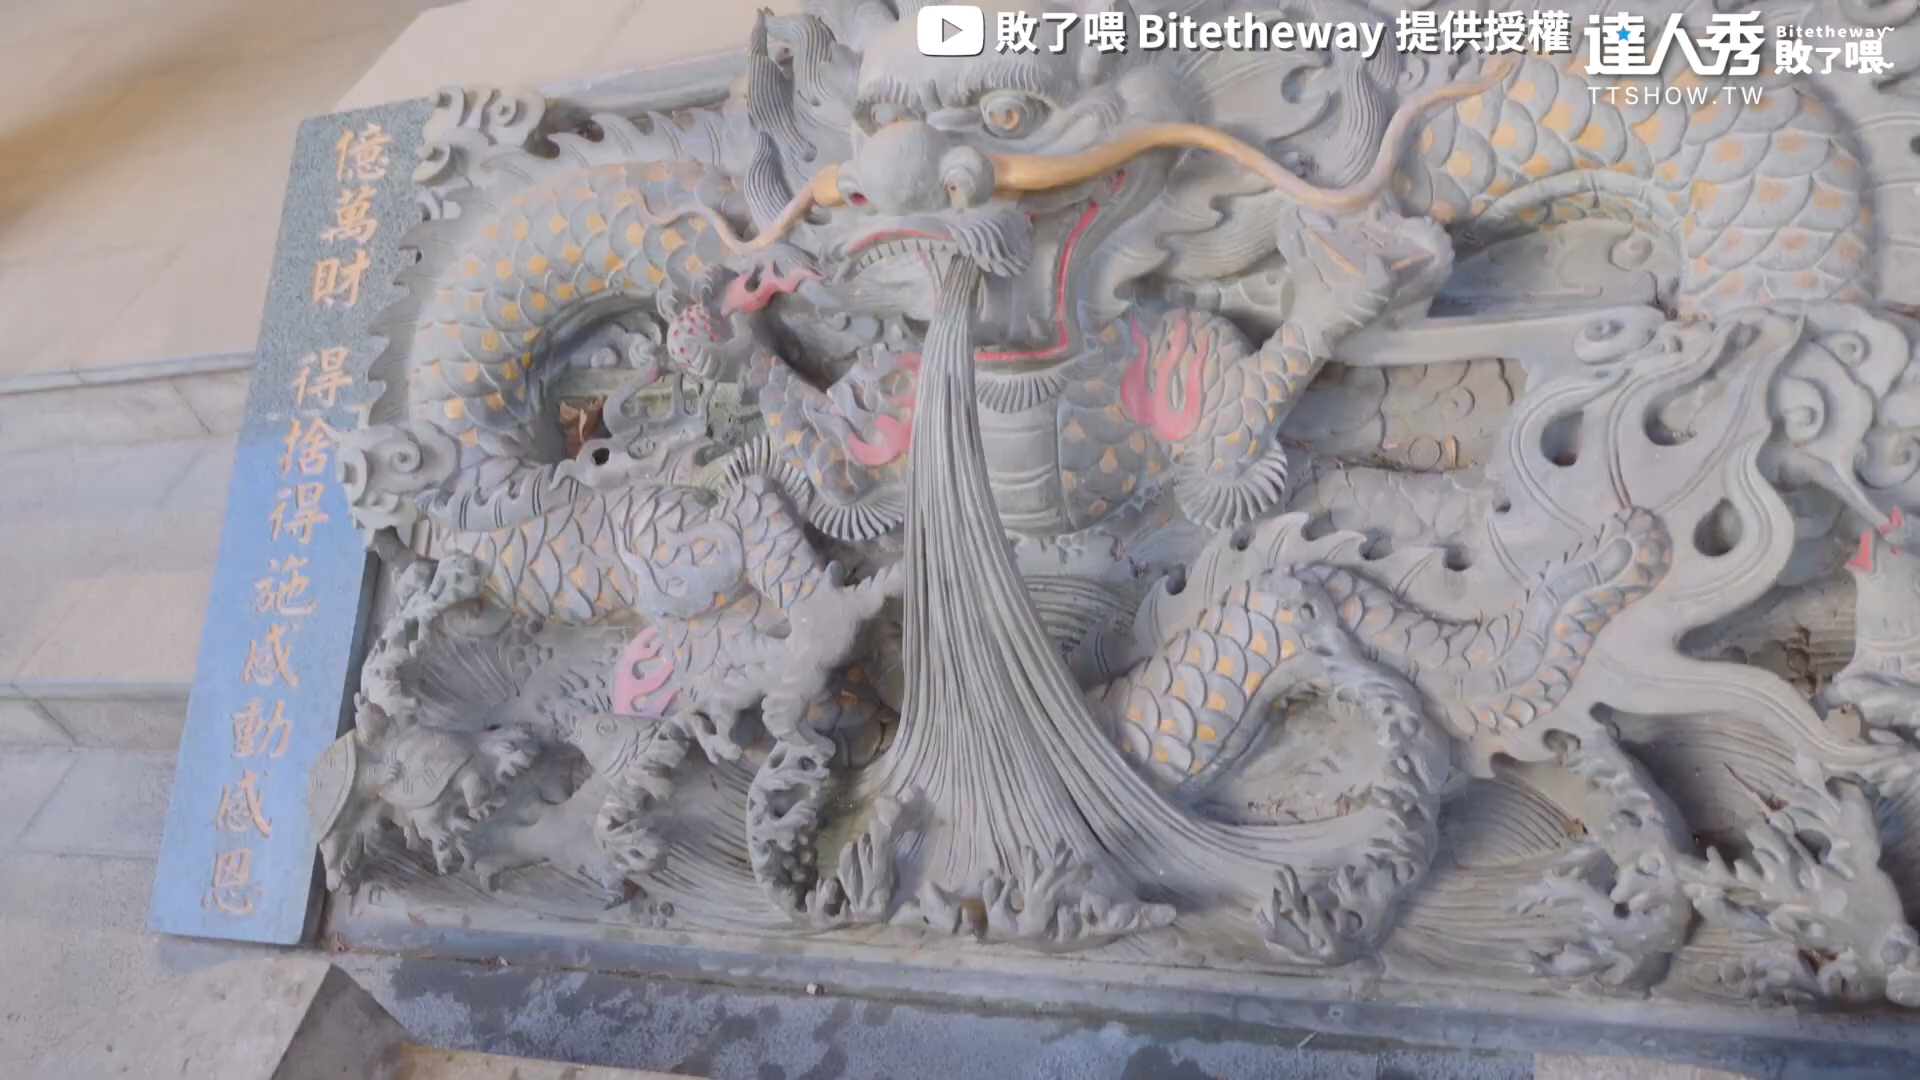 敗了喂 Bitetheway 提供授權
達人秀
TTSHOW.TW
Bitetheway~
敗了喂~
億萬財 得捨得施感動感恩